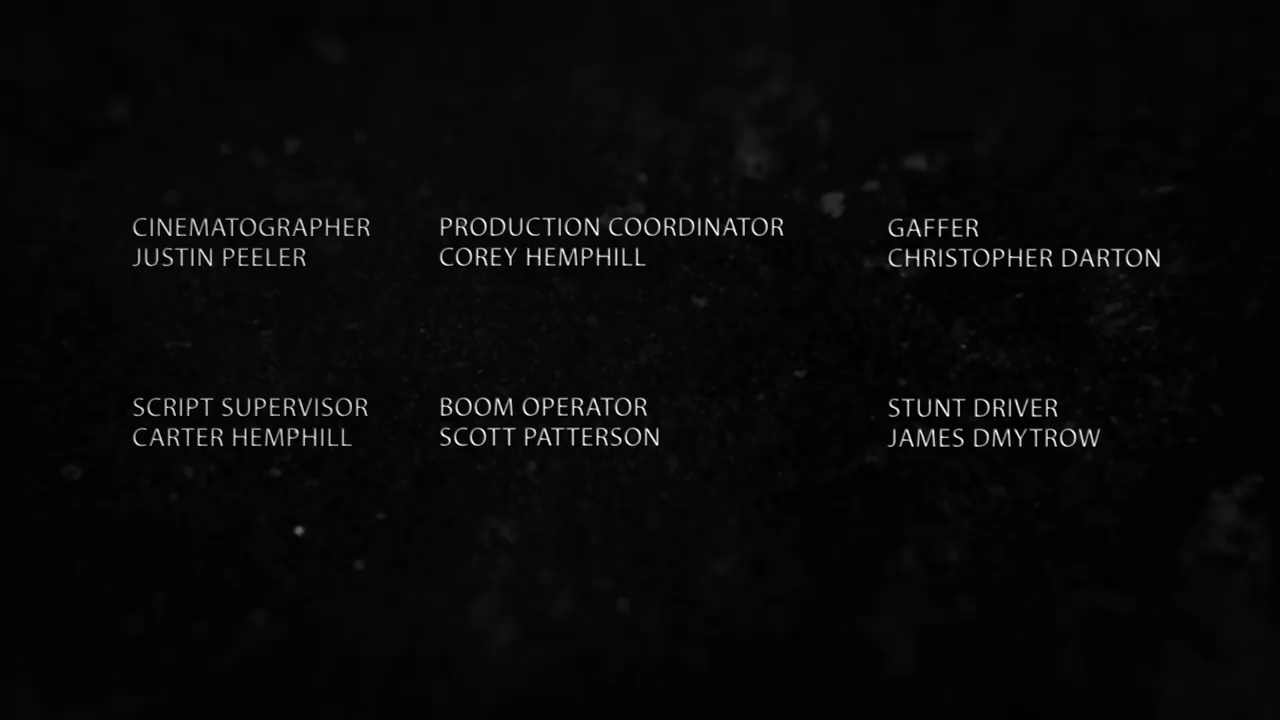 CINEMATOGRAPHER
JUSTIN PEELER
PRODUCTION COORDINATOR
COREY HEMPHILL
GAFFER
CHRISTOPHER DARTON
SCRIPT SUPERVISOR
CARTER HEMPHILL
BOOM OPERATOR
SCOTT PATTERSON
STUNT DRIVER
JAMES DMYTROW